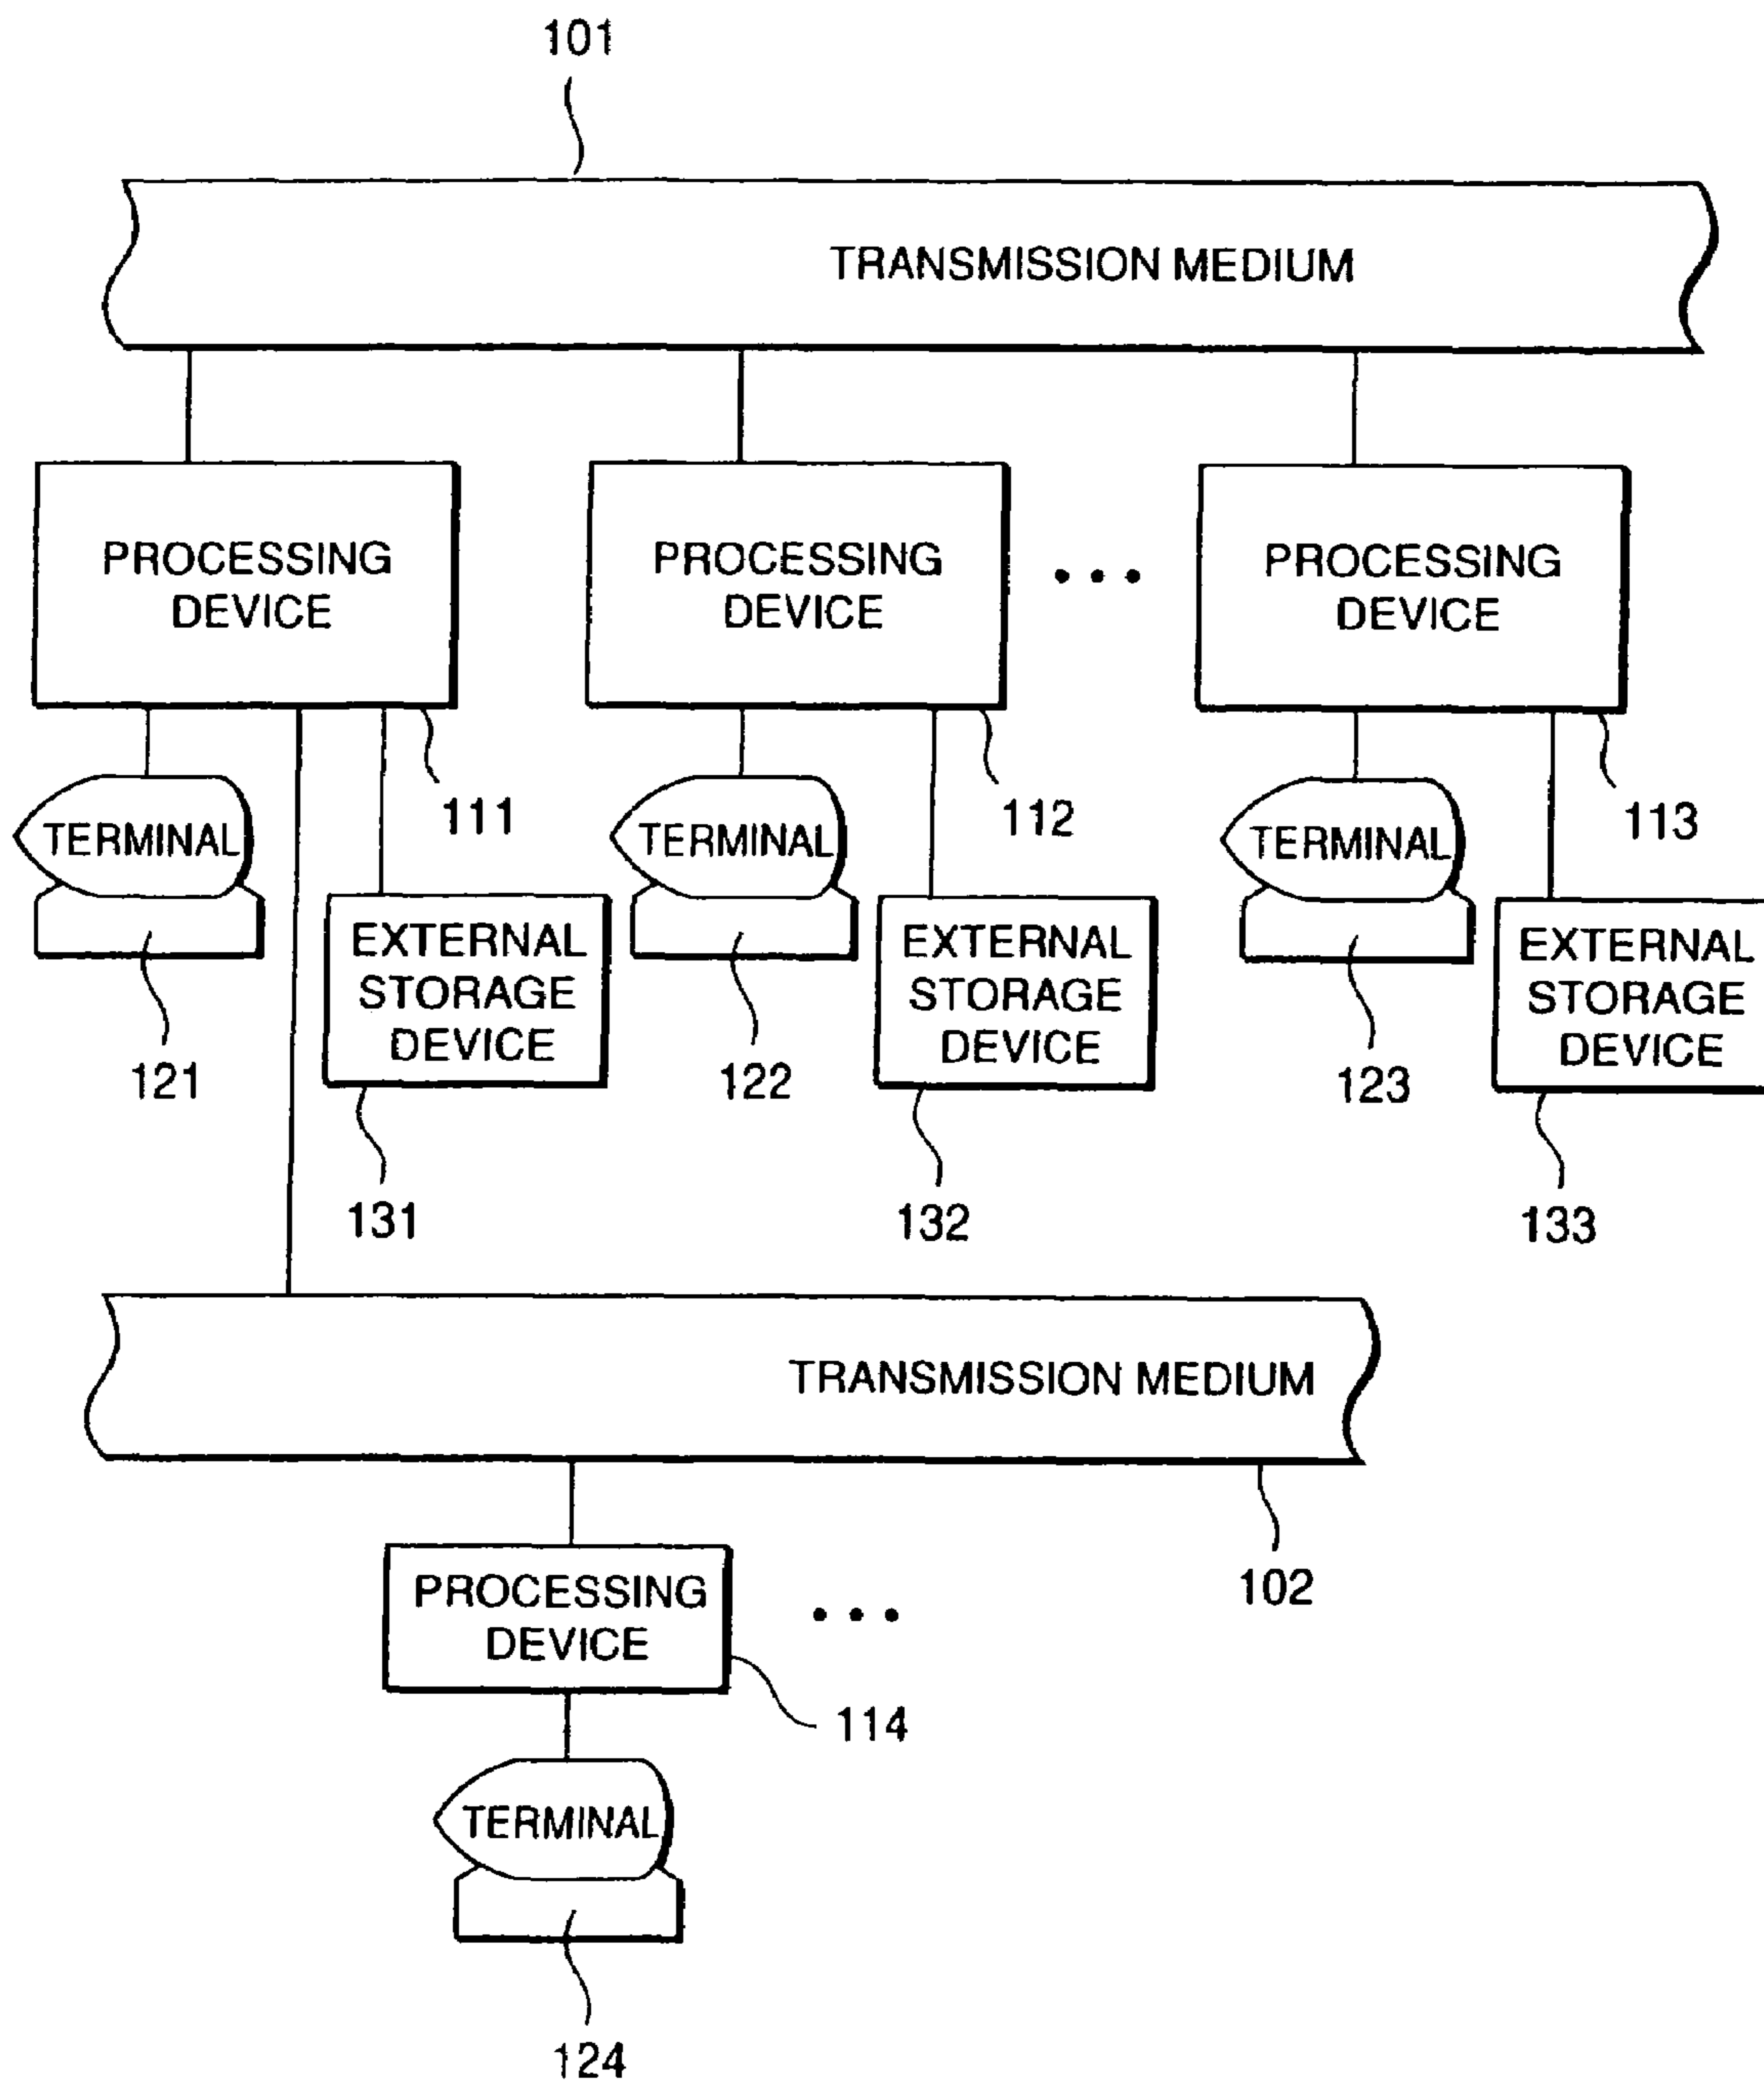 101
TRANSMISSION MEDIUM
PROCESSING
DEVICE
PROCESSING
DEVICE
• • •
PROCESSING
DEVICE
111
112
113
TERMINAL
TERMINAL
TERMINAL
EXTERNAL
STORAGE
DEVICE
EXTERNAL
STORAGE
DEVICE
EXTERNAL
STORAGE
DEVICE
121
122
123
131
132
133
TRANSMISSION MEDIUM
102
PROCESSING
DEVICE
• • •
114
TERMINAL
124